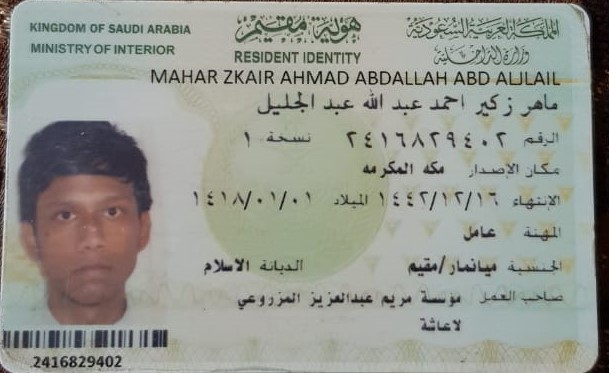 KINGDOM OF SAUDI ARABIA
MINISTRY OF INTERIOR
هوية مقيم
RESIDENT IDENTITY
المملكة العربية السعودية
وزارة الداخلية
MAHAR ZKAIR AHMAD ABDALLAH ABD ALJLAIL
ماهر زكير احمد عبد الله عبد الجليل
الرقم ٢٤١٦٨٢٩٤٠٢ نسخة ١
مكان الإصدار مكه المكرمه
الإنتهاء ١٤٤٢/١٢/١٦ الميلاد ١٤١٨/٠١/٠١
المهنة عامل
الجنسية ميانمار/مقيم الديانة الاسلام
صاحب العمل مؤسسة مريم عبدالعزيز المزروعي
لاعاشة
2416829402